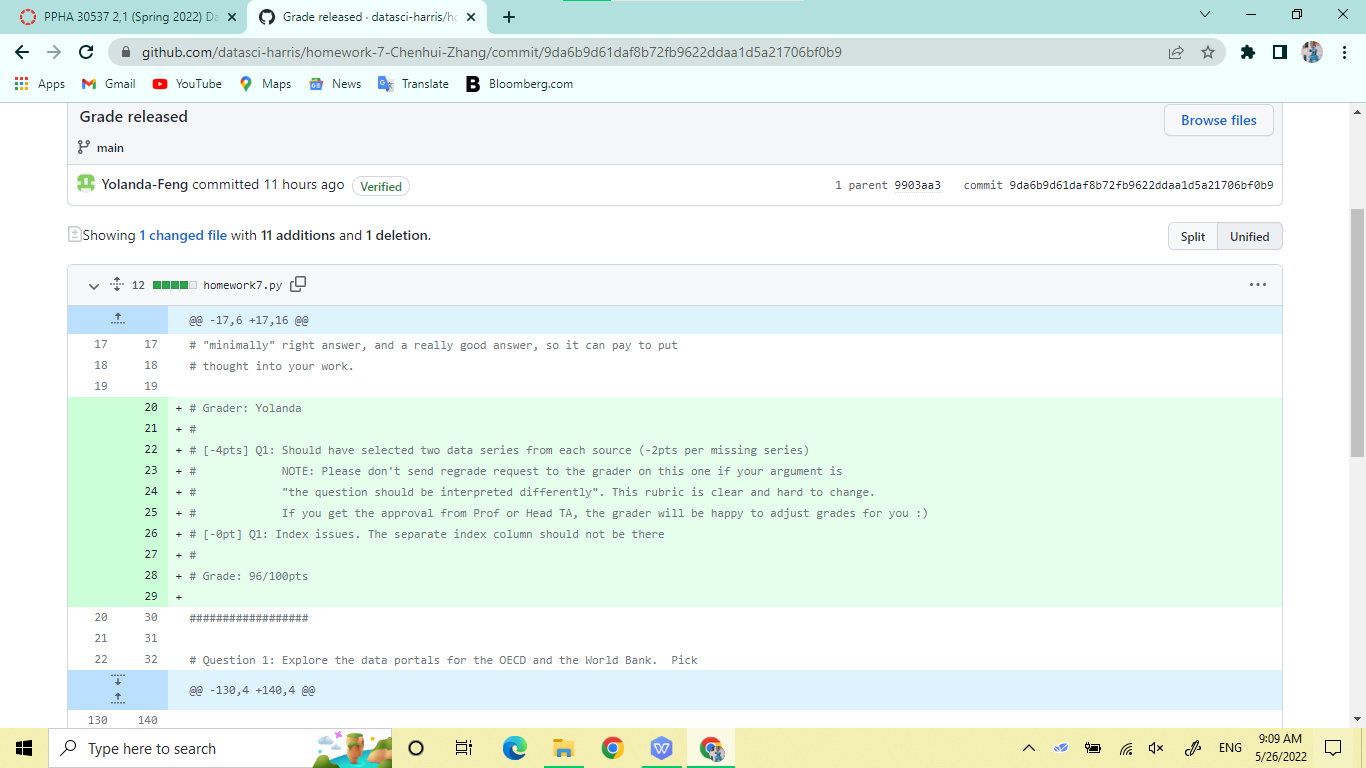 PPHA 30537 2,1 (Spring 2022) Da
Grade released · datasci-harris/ho
github.com/datasci-harris/homework-7-Chenhui-Zhang/commit/9da6b9d61daf8b72fb9622ddaa1d5a21706bf0b9
Apps
Gmail
YouTube
Maps
News
Translate
B Bloomberg.com
Grade released
Browse files
main
Yolanda-Feng committed 11 hours ago Verified
1 parent 9903aa3 commit 9da6b9d61daf8b72fb9622ddaa1d5a21706bf0b9
Showing 1 changed file with 11 additions and 1 deletion.
Split Unified
12 homework7.py
@@ -17,6 +17,16 @@
17 17 # "minimally" right answer, and a really good answer, so it can pay to put
18 18 # thought into your work.
19 19
20 + # Grader: Yolanda
21 + #
22 + # [-4pts] Q1: Should have selected two data series from each source (-2pts per missing series)
23 + # NOTE: Please don't send regrade request to the grader on this one if your argument is
24 + # "the question should be interpreted differently". This rubric is clear and hard to change.
25 + # If you get the approval from Prof or Head TA, the grader will be happy to adjust grades for you :)
26 + # [-0pt] Q1: Index issues. The separate index column should not be there
27 + #
28 + # Grade: 96/100pts
29 +
20 30 ##################
21 31
22 32 # Question 1: Explore the data portals for the OECD and the World Bank.  Pick
@@ -130,4 +140,4 @@
130 140
Type here to search
ENG
9:09 AM
5/26/2022